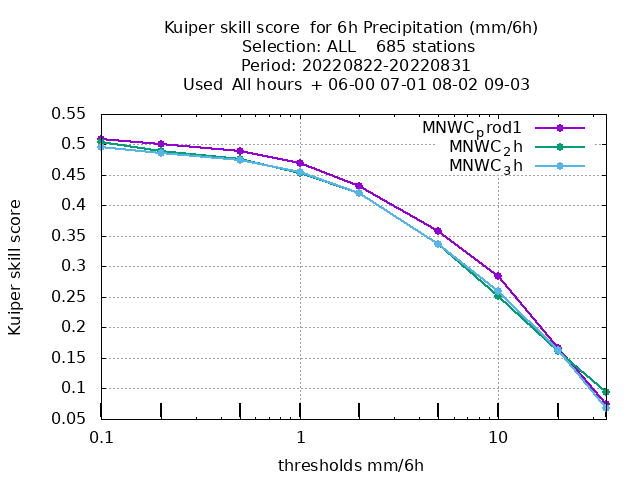 Kuiper skill score  for 6h Precipitation (mm/6h)
Selection: ALL    685 stations
Period: 20220822-20220831
Used  All hours  + 06-00 07-01 08-02 09-03
MNWC_prod1
MNWC_2h
MNWC_3h
0.55
0.5
0.45
0.4
0.35
0.3
0.25
0.2
0.15
0.1
0.05
Kuiper skill score
0.1 1 10
thresholds mm/6h